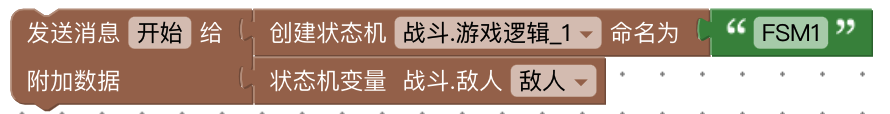 发送消息 开始 给 创建状态机 战斗.游戏逻辑_1 命名为 “ FSM1 ”
附加数据 状态机变量 战斗.敌人 敌人